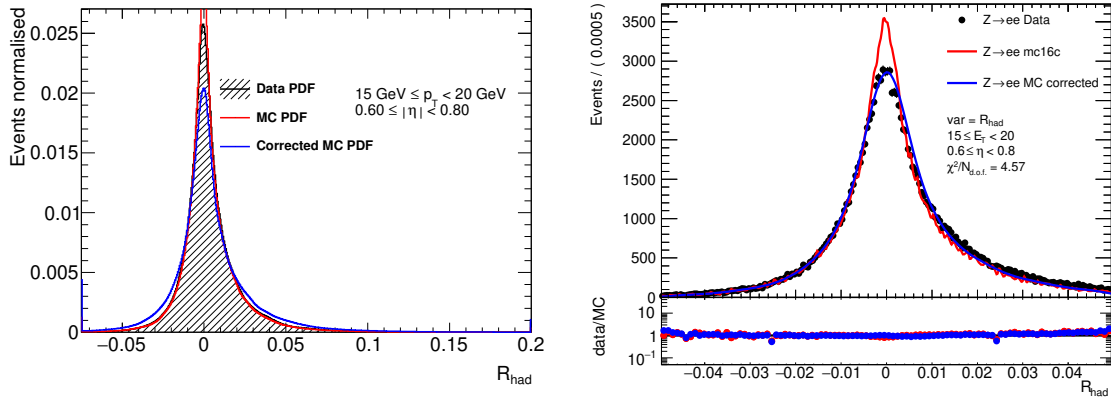 Events normalised
0.025
0.02
0.015
0.01
0.005
0
Data PDF
MC PDF
Corrected MC PDF
15 GeV ≤ p_T < 20 GeV
0.60 ≤ |η| < 0.80
−0.05 0 0.05 0.1 0.15 0.2
R_had
Events / ( 0.0005 )
3500
3000
2500
2000
1500
1000
500
0
Z→ee Data
Z→ee mc16c
Z→ee MC corrected
var = R_had
15 ≤ E_T < 20
0.6 ≤ η < 0.8
χ²/N_d.o.f. = 4.57
data/MC
10
1
10⁻¹
−0.04 −0.03 −0.02 −0.01 0 0.01 0.02 0.03 0.04
R_had